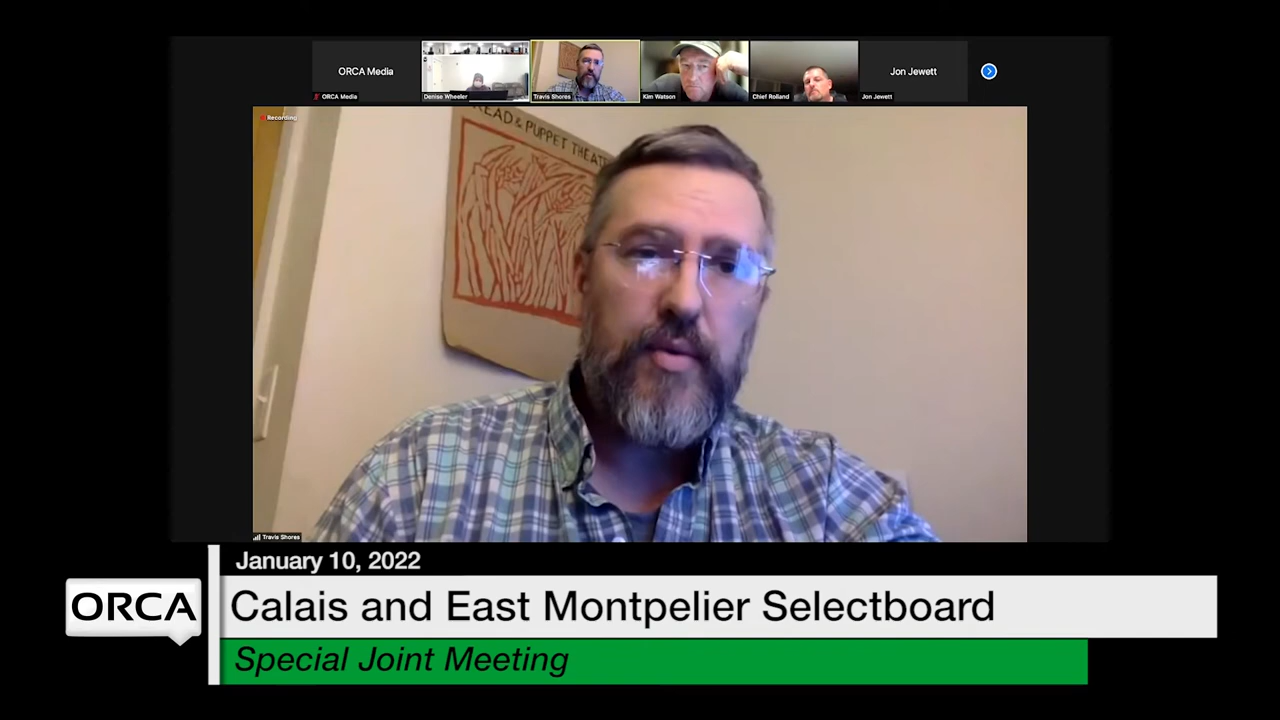 ORCA Media
Jon Jewett
ORCA Media
Denise Wheeler
Travis Shores
Kim Watson
Chief Rolland
Jon Jewett
Recording
READ & PUPPET THEAT
Travis Shores
January 10, 2022
ORCA
Calais and East Montpelier Selectboard
Special Joint Meeting